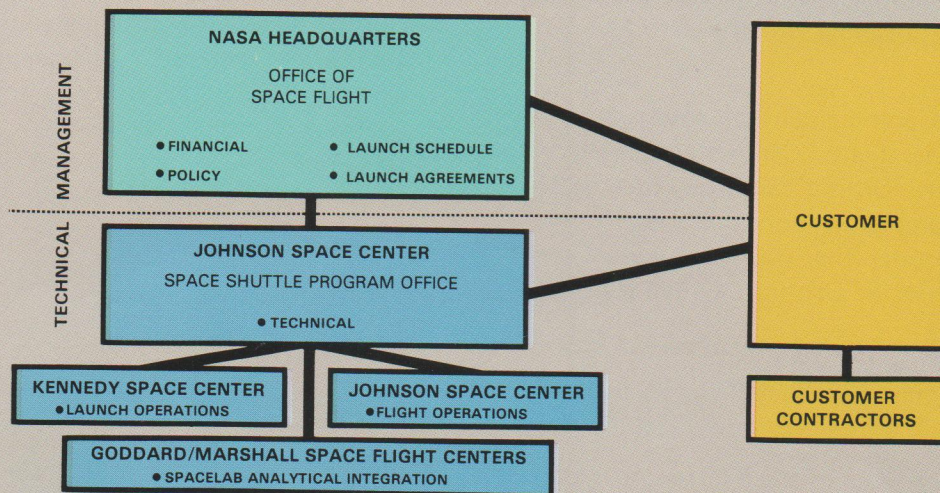 MANAGEMENT
NASA HEADQUARTERS
OFFICE OF
SPACE FLIGHT
• FINANCIAL
• LAUNCH SCHEDULE
• POLICY
• LAUNCH AGREEMENTS
TECHNICAL
JOHNSON SPACE CENTER
SPACE SHUTTLE PROGRAM OFFICE
• TECHNICAL
KENNEDY SPACE CENTER
• LAUNCH OPERATIONS
JOHNSON SPACE CENTER
• FLIGHT OPERATIONS
GODDARD/MARSHALL SPACE FLIGHT CENTERS
• SPACELAB ANALYTICAL INTEGRATION
CUSTOMER
CUSTOMER
CONTRACTORS